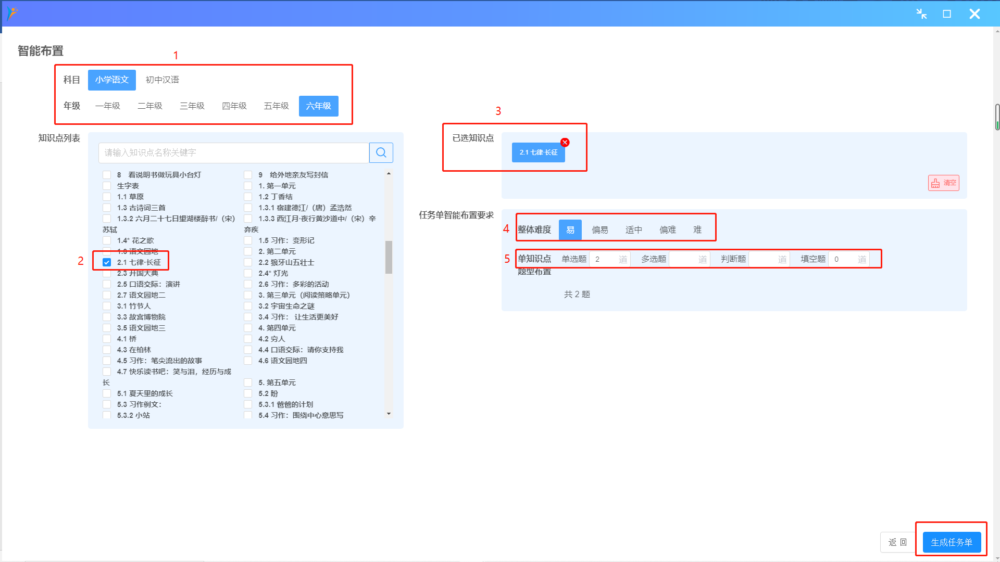 智能布置
1
科目 小学语文 初中汉语
年级 一年级 二年级 三年级 四年级 五年级 六年级
知识点列表
请输入知识点名称关键字
8 看说明书做玩具小台灯 9 给外地亲友写封信
生字表 1. 第一单元
1.1 草原 1.2 丁香结
1.3 古诗词三首 1.3.1 宿建德江/（唐）孟浩然
1.3.2 六月二十七日望湖楼醉书/（宋） 1.3.3 西江月·夜行黄沙道中/（宋）辛
苏轼 弃疾
1.4* 花之歌 1.5 习作：变形记
1.6 语文园地 2. 第二单元
2
2.1 七律·长征 2.2 狼牙山五壮士
2.3 开国大典 2.4* 灯光
2.5 口语交际：演讲 2.6 习作：多彩的活动
2.7 语文园地二 3. 第三单元（阅读策略单元）
3.1 竹节人 3.2 宇宙生命之谜
3.3 故宫博物院 3.4 习作： 让生活更美好
3.5 语文园地三 4. 第四单元
4.1 桥 4.2 穷人
4.3 在柏林 4.4 口语交际：请你支持我
4.5 习作：笔尖流出的故事 4.6 语文园地四
4.7 快乐读书吧：笑与泪，经历与成
长 5. 第五单元
5.1 夏天里的成长 5.2 盼
5.3 习作例文： 5.3.1 爸爸的计划
5.3.2 小站 5.4 习作：围绕中心意思写
3
已选知识点
2.1 七律·长征
清空
任务单智能布置要求
4
整体难度 易 偏易 适中 偏难 难
5
单知识点 单选题 2 道 多选题 道 判断题 道 填空题 0 道
题型布置
共 2 题
返 回 生成任务单